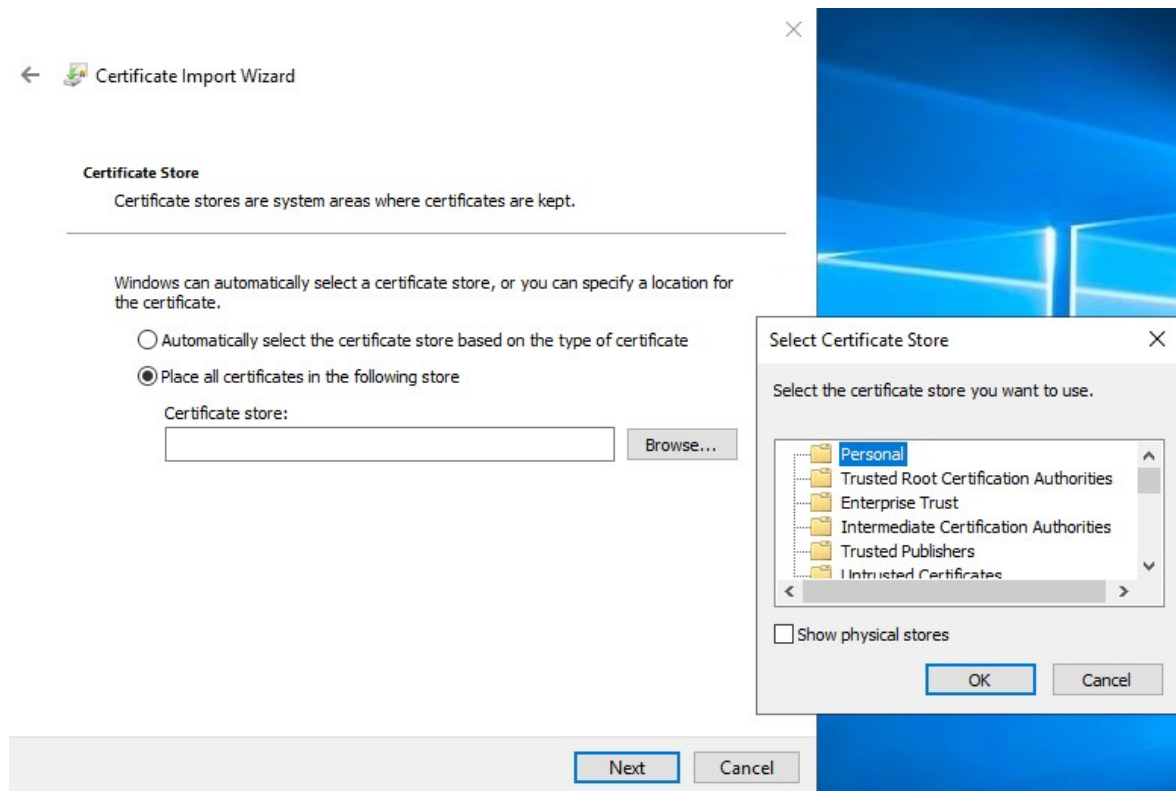 Certificate Import Wizard
Certificate Store
Certificate stores are system areas where certificates are kept.
Windows can automatically select a certificate store, or you can specify a location for
the certificate.
Automatically select the certificate store based on the type of certificate
Place all certificates in the following store
Certificate store:
Browse...
Next
Cancel
Select Certificate Store
Select the certificate store you want to use.
Personal
Trusted Root Certification Authorities
Enterprise Trust
Intermediate Certification Authorities
Trusted Publishers
Untrusted Certificates
Show physical stores
OK
Cancel